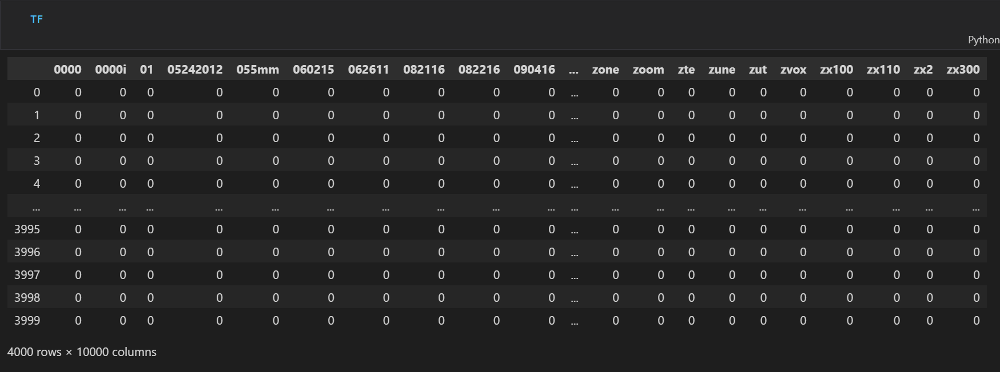 TF
Python
0000 0000i 01 05242012 055mm 060215 062611 082116 082216 090416 ... zone zoom zte zune zut zvox zx100 zx110 zx2 zx300
0 0 0 0 0 0 0 0 0 0 0 ... 0 0 0 0 0 0 0 0 0 0
1 0 0 0 0 0 0 0 0 0 0 ... 0 0 0 0 0 0 0 0 0 0
2 0 0 0 0 0 0 0 0 0 0 ... 0 0 0 0 0 0 0 0 0 0
3 0 0 0 0 0 0 0 0 0 0 ... 0 0 0 0 0 0 0 0 0 0
4 0 0 0 0 0 0 0 0 0 0 ... 0 0 0 0 0 0 0 0 0 0
... ... ... ... ... ... ... ... ... ... ... ... ... ... ... ... ... ... ... ... ... ...
3995 0 0 0 0 0 0 0 0 0 0 ... 0 0 0 0 0 0 0 0 0 0
3996 0 0 0 0 0 0 0 0 0 0 ... 0 0 0 0 0 0 0 0 0 0
3997 0 0 0 0 0 0 0 0 0 0 ... 0 0 0 0 0 0 0 0 0 0
3998 0 0 0 0 0 0 0 0 0 0 ... 0 0 0 0 0 0 0 0 0 0
3999 0 0 0 0 0 0 0 0 0 0 ... 0 0 0 0 0 0 0 0 0 0
4000 rows × 10000 columns